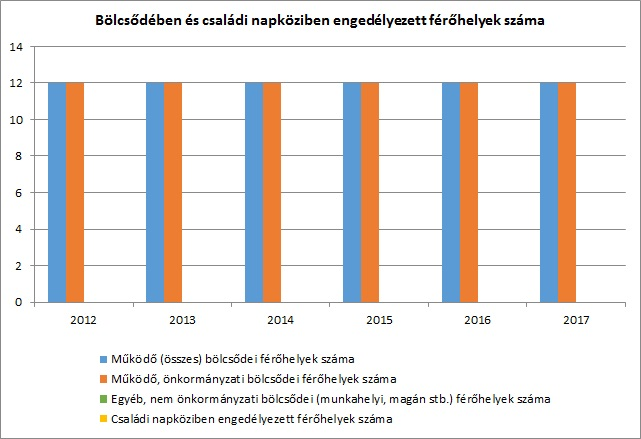 Bölcsődében és családi napköziben engedélyezett férőhelyek száma
14
12
10
8
6
4
2
0
2012 2013 2014 2015 2016 2017
Működő (összes) bölcsődei férőhelyek száma
Működő, önkormányzati bölcsődei férőhelyek száma
Egyéb, nem önkormányzati bölcsődei (munkahelyi, magán stb.) férőhelyek száma
Családi napköziben engedélyezett férőhelyek száma